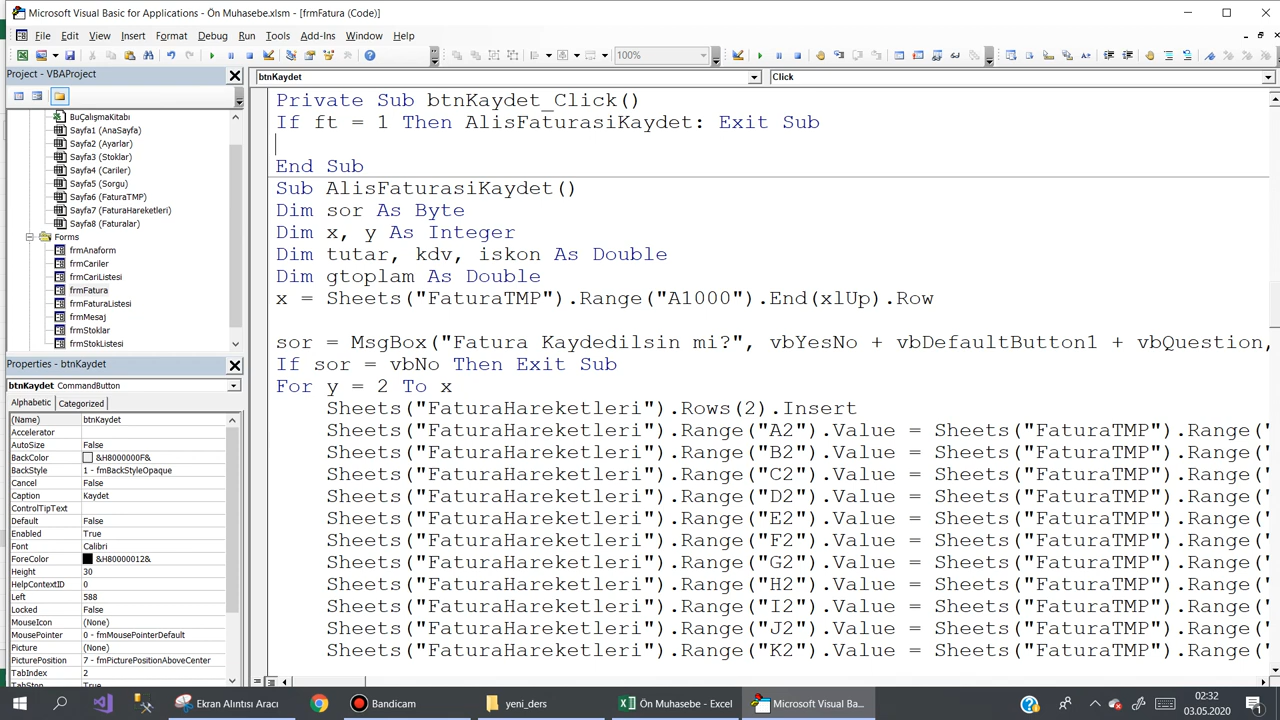 Microsoft Visual Basic for Applications - Ön Muhasebe.xlsm - [frmFatura (Code)]
File Edit View Insert Format Debug Run Tools Add-Ins Window Help
100%
Project - VBAProject
BuÇalışmaKitabı
Sayfa1 (AnaSayfa)
Sayfa2 (Ayarlar)
Sayfa3 (Stoklar)
Sayfa4 (Cariler)
Sayfa5 (Sorgu)
Sayfa6 (FaturaTMP)
Sayfa7 (FaturaHareketleri)
Sayfa8 (Faturalar)
Forms
frmAnaform
frmCariler
frmCariListesi
frmFatura
frmFaturaListesi
frmMesaj
frmStoklar
frmStokListesi
Properties - btnKaydet
btnKaydet CommandButton
Alphabetic Categorized
(Name) btnKaydet
Accelerator
AutoSize False
BackColor &H8000000F&
BackStyle 1 - fmBackStyleOpaque
Cancel False
Caption Kaydet
ControlTipText
Default False
Enabled True
Font Calibri
ForeColor &H80000012&
Height 30
HelpContextID 0
Left 588
Locked False
MouseIcon (None)
MousePointer 0 - fmMousePointerDefault
Picture (None)
PicturePosition 7 - fmPicturePositionAboveCenter
TabIndex 2
TabStop True
btnKaydet Click
Private Sub btnKaydet_Click()
If ft = 1 Then AlisFaturasiKaydet: Exit Sub
End Sub
Sub AlisFaturasiKaydet()
Dim sor As Byte
Dim x, y As Integer
Dim tutar, kdv, iskon As Double
Dim gtoplam As Double
x = Sheets("FaturaTMP").Range("A1000").End(xlUp).Row
sor = MsgBox("Fatura Kaydedilsin mi?", vbYesNo + vbDefaultButton1 + vbQuestion,
If sor = vbNo Then Exit Sub
For y = 2 To x
Sheets("FaturaHareketleri").Rows(2).Insert
Sheets("FaturaHareketleri").Range("A2").Value = Sheets("FaturaTMP").Range("
Sheets("FaturaHareketleri").Range("B2").Value = Sheets("FaturaTMP").Range("
Sheets("FaturaHareketleri").Range("C2").Value = Sheets("FaturaTMP").Range("
Sheets("FaturaHareketleri").Range("D2").Value = Sheets("FaturaTMP").Range("
Sheets("FaturaHareketleri").Range("E2").Value = Sheets("FaturaTMP").Range("
Sheets("FaturaHareketleri").Range("F2").Value = Sheets("FaturaTMP").Range("
Sheets("FaturaHareketleri").Range("G2").Value = Sheets("FaturaTMP").Range("
Sheets("FaturaHareketleri").Range("H2").Value = Sheets("FaturaTMP").Range("
Sheets("FaturaHareketleri").Range("I2").Value = Sheets("FaturaTMP").Range("
Sheets("FaturaHareketleri").Range("J2").Value = Sheets("FaturaTMP").Range("
Sheets("FaturaHareketleri").Range("K2").Value = Sheets("FaturaTMP").Range("
Ekran Alıntısı Aracı
Bandicam
yeni_ders
Ön Muhasebe - Excel
Microsoft Visual Ba...
02:32
03.05.2020
1